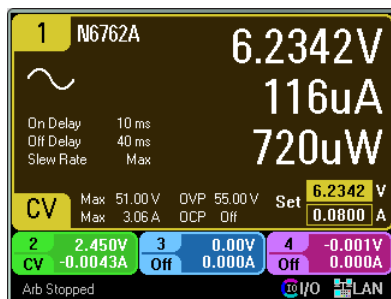 1 N6762A
6.2342V
116uA
720uW
On Delay 10 ms
Off Delay 40 ms
Slew Rate Max
CV
Max 51.00 V OVP 55.00 V
Max 3.06 A OCP Off
Set 6.2342 V
0.0800 A
2 2.450V
CV -0.0043A
3 0.00V
Off 0.000A
4 -0.001V
Off 0.000A
Arb Stopped
IO I/O LAN